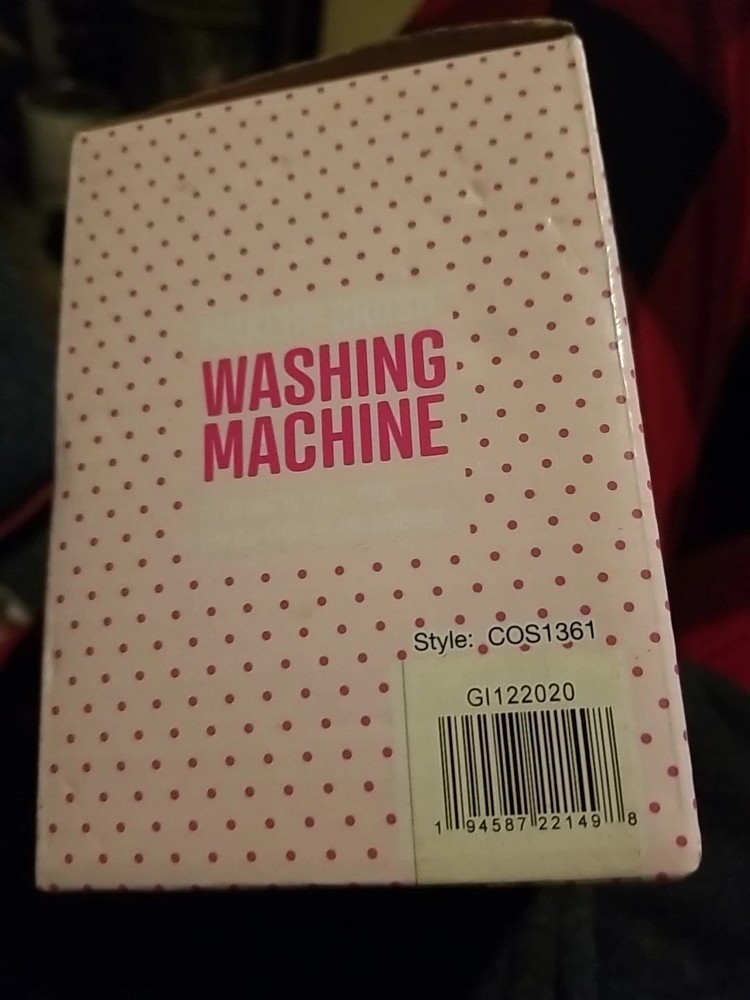 WASHING
MACHINE
Style: COS1361
GI122020
1 94587 22149 8